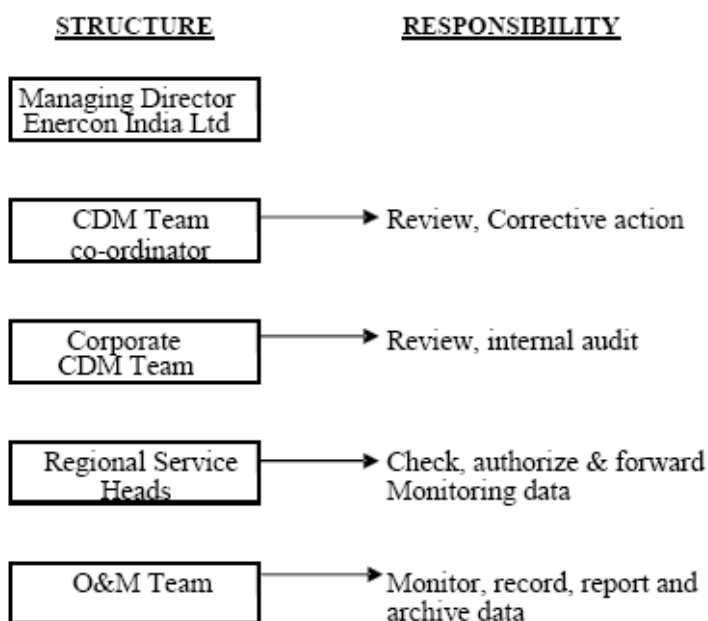 STRUCTURE RESPONSIBILITY
Managing Director
Enercon India Ltd
CDM Team
co-ordinator
Review, Corrective action
Corporate
CDM Team
Review, internal audit
Regional Service
Heads
Check, authorize & forward
Monitoring data
O&M Team
Monitor, record, report and
archive data